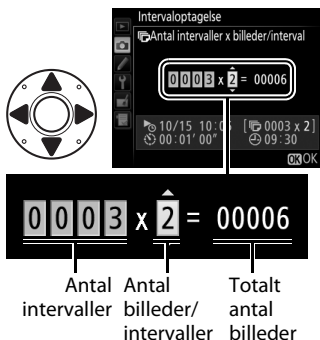 Intervaloptagelse
Antal intervaller x billeder/interval
0003 x 2 = 00006
10/15 10:0 [0003 x 2]
00:01' 00" 09:30
OK OK
0003 x 2 = 00006
Antal intervaller
Antal billeder/ intervaller
Totalt antal billeder